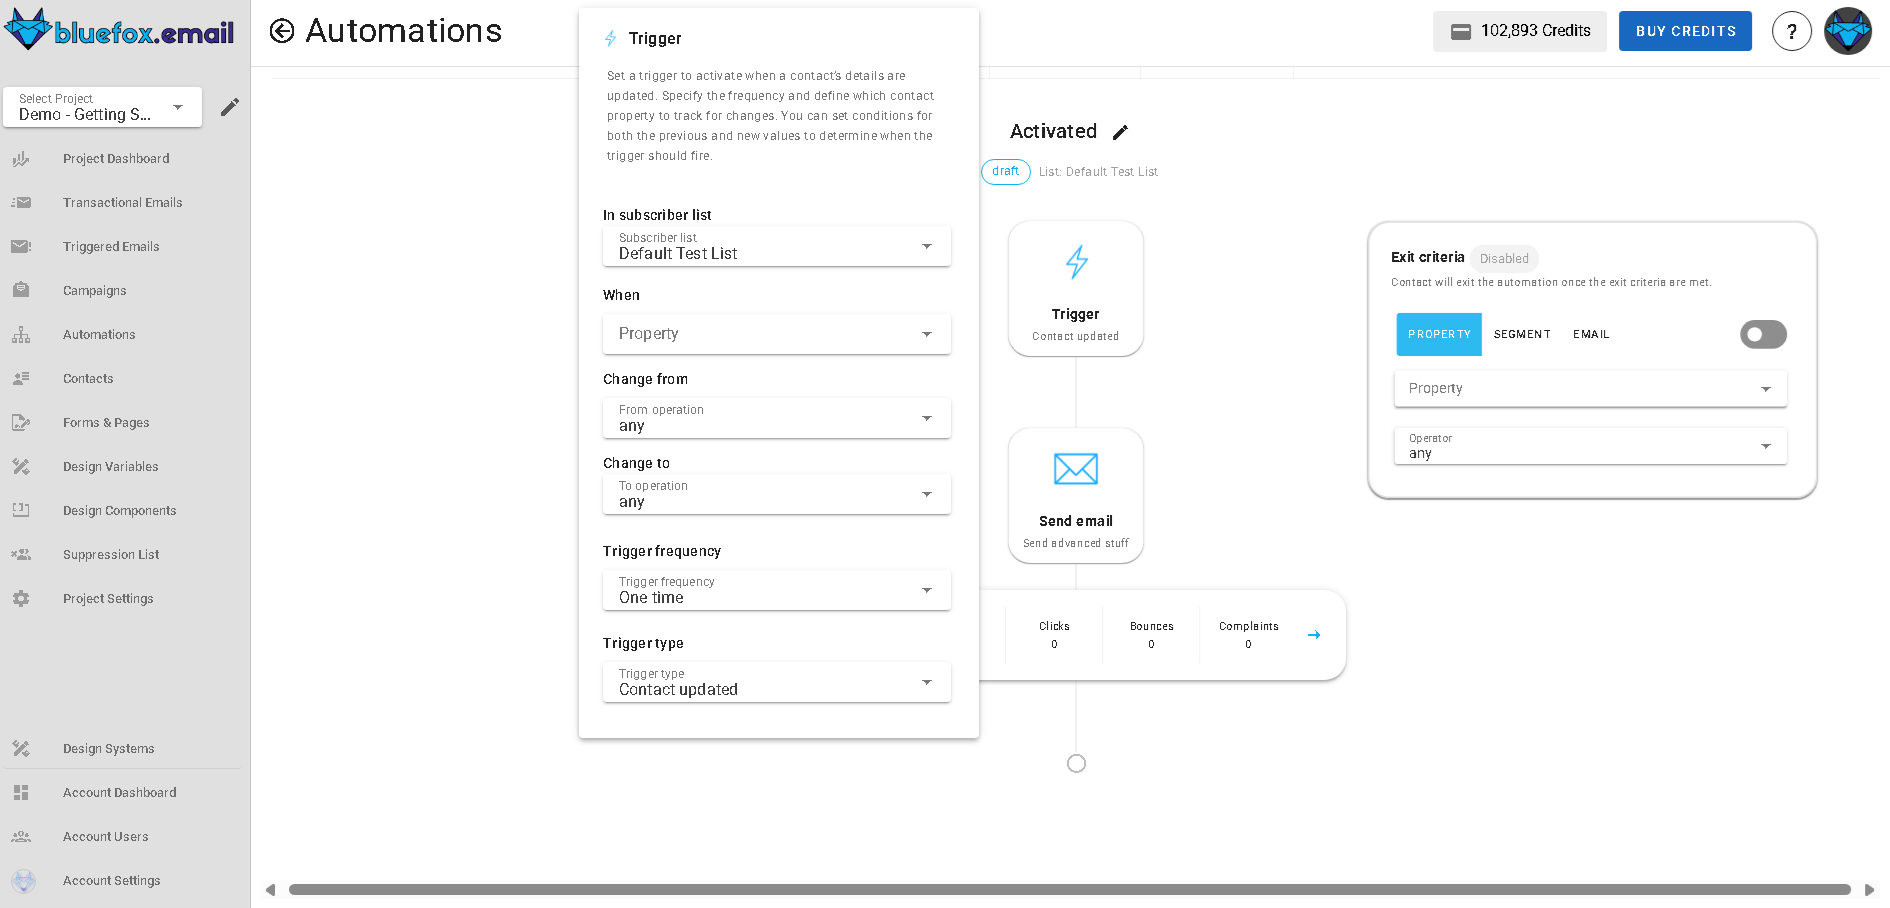 bluefox.email
Automations
102,893 Credits
BUY CREDITS
?
Select Project
Demo - Getting S...
Project Dashboard
Transactional Emails
Triggered Emails
Campaigns
Automations
Contacts
Forms & Pages
Design Variables
Design Components
Suppression List
Project Settings
Design Systems
Account Dashboard
Account Users
Account Settings
Trigger
Set a trigger to activate when a contact's details are
updated. Specify the frequency and define which contact
property to track for changes. You can set conditions for
both the previous and new values to determine when the
trigger should fire.
In subscriber list
Subscriber list
Default Test List
When
Property
Change from
From operation
any
Change to
To operation
any
Trigger frequency
Trigger frequency
One time
Trigger type
Trigger type
Contact updated
Activated
draft
List: Default Test List
Trigger
Contact updated
Send email
Send advanced stuff
Clicks
0
Bounces
0
Complaints
0
Exit criteria
Disabled
Contact will exit the automation once the exit criteria are met.
PROPERTY
SEGMENT
EMAIL
Property
Operator
any